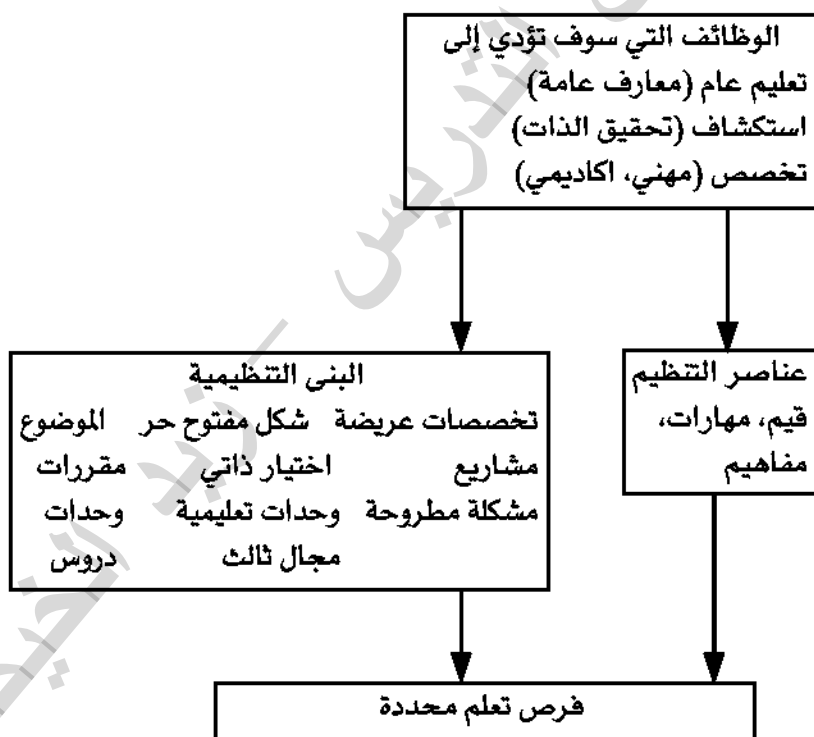 الوظائف التي سوف تؤدي إلى
تعليم عام (معارف عامة)
استكشاف (تحقيق الذات)
تخصص (مهني، اكاديمي)
عناصر التنظيم
قيم، مهارات،
مفاهيم
البنى التنظيمية
تخصصات عريضة شكل مفتوح حر الموضوع
مشاريع اختيار ذاتي مقررات
مشكلة مطروحة وحدات تعليمية وحدات
مجال ثالث دروس
فرص تعلم محددة
التدريس – زيد